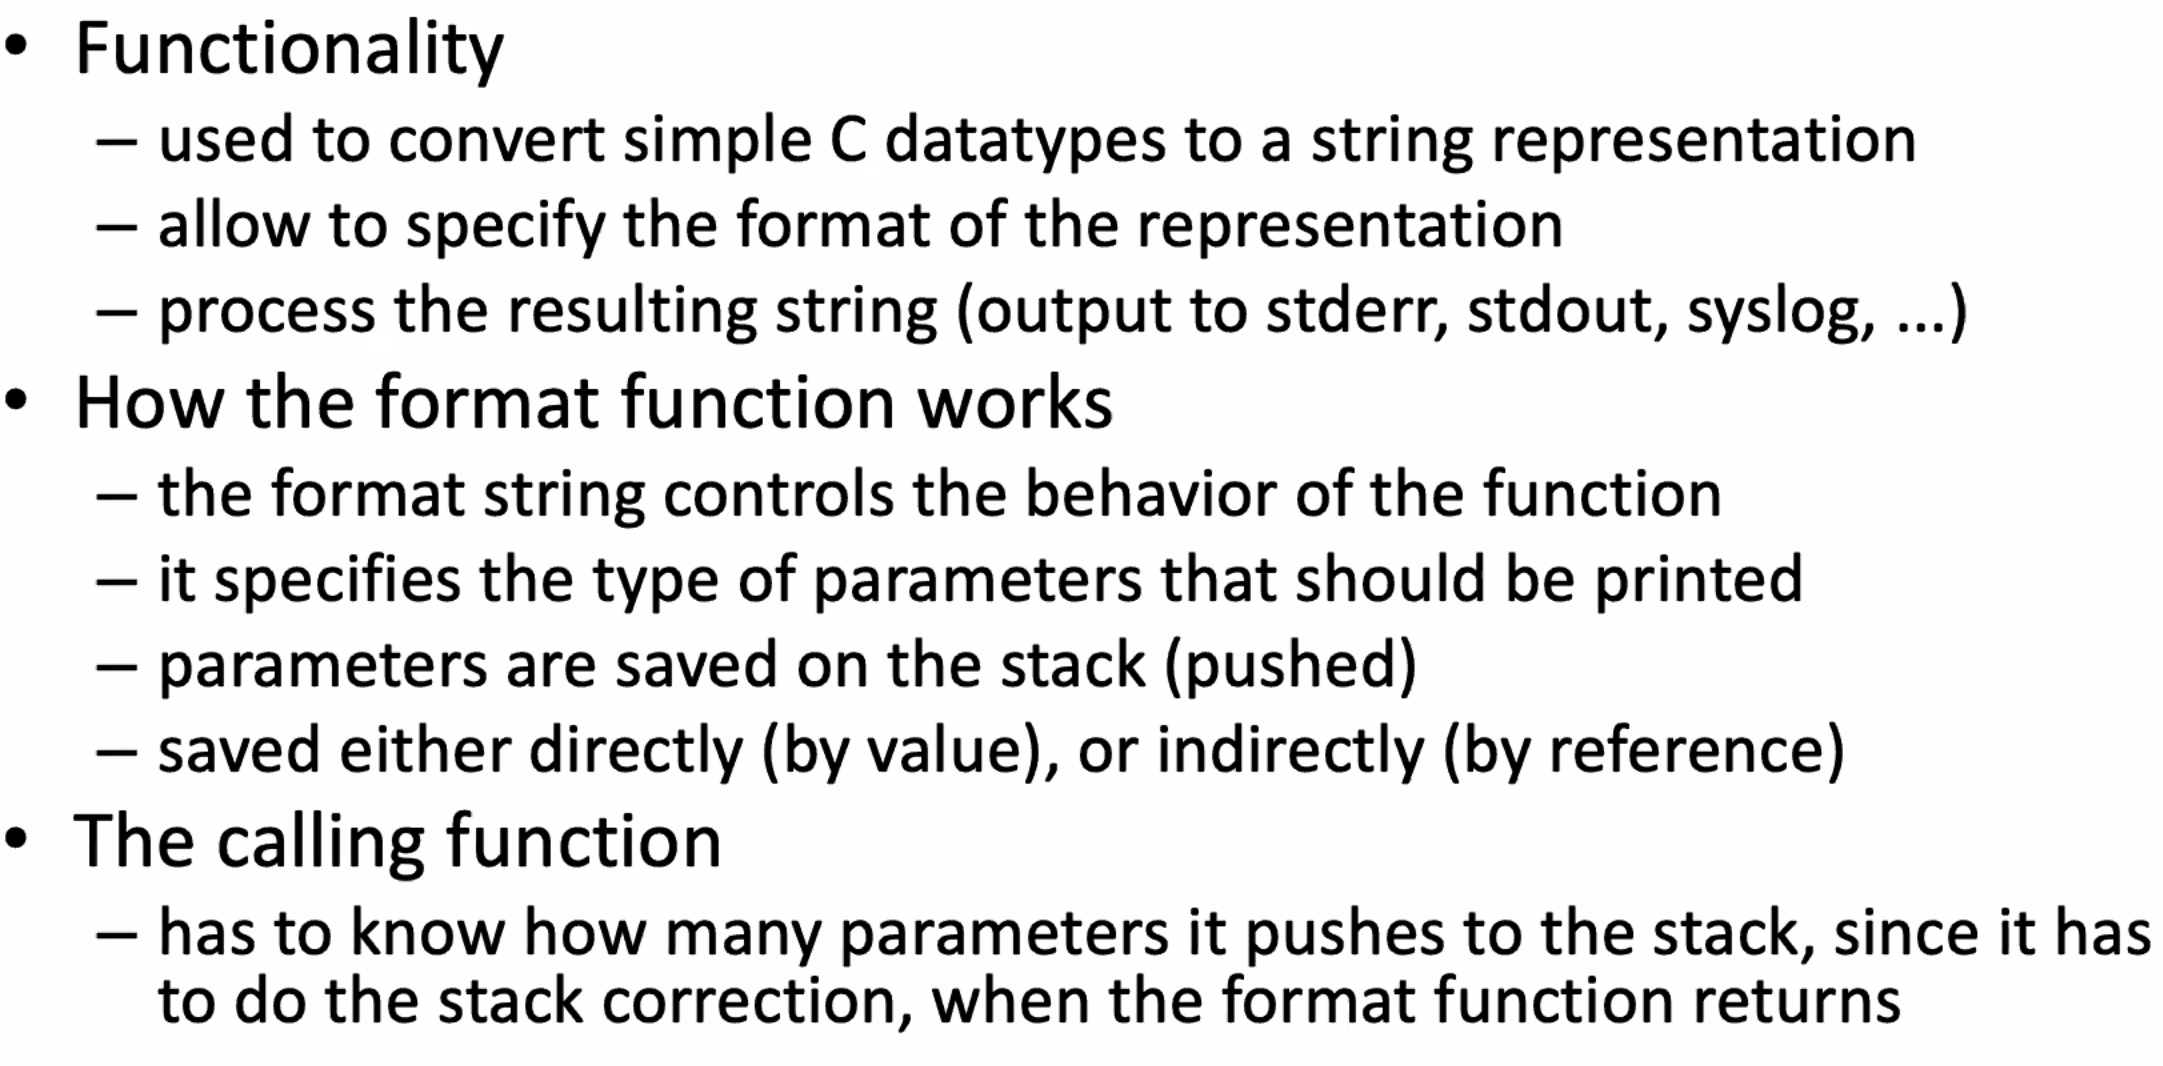 • Functionality
– used to convert simple C datatypes to a string representation
– allow to specify the format of the representation
– process the resulting string (output to stderr, stdout, syslog, ...)
• How the format function works
– the format string controls the behavior of the function
– it specifies the type of parameters that should be printed
– parameters are saved on the stack (pushed)
– saved either directly (by value), or indirectly (by reference)
• The calling function
– has to know how many parameters it pushes to the stack, since it has
to do the stack correction, when the format function returns